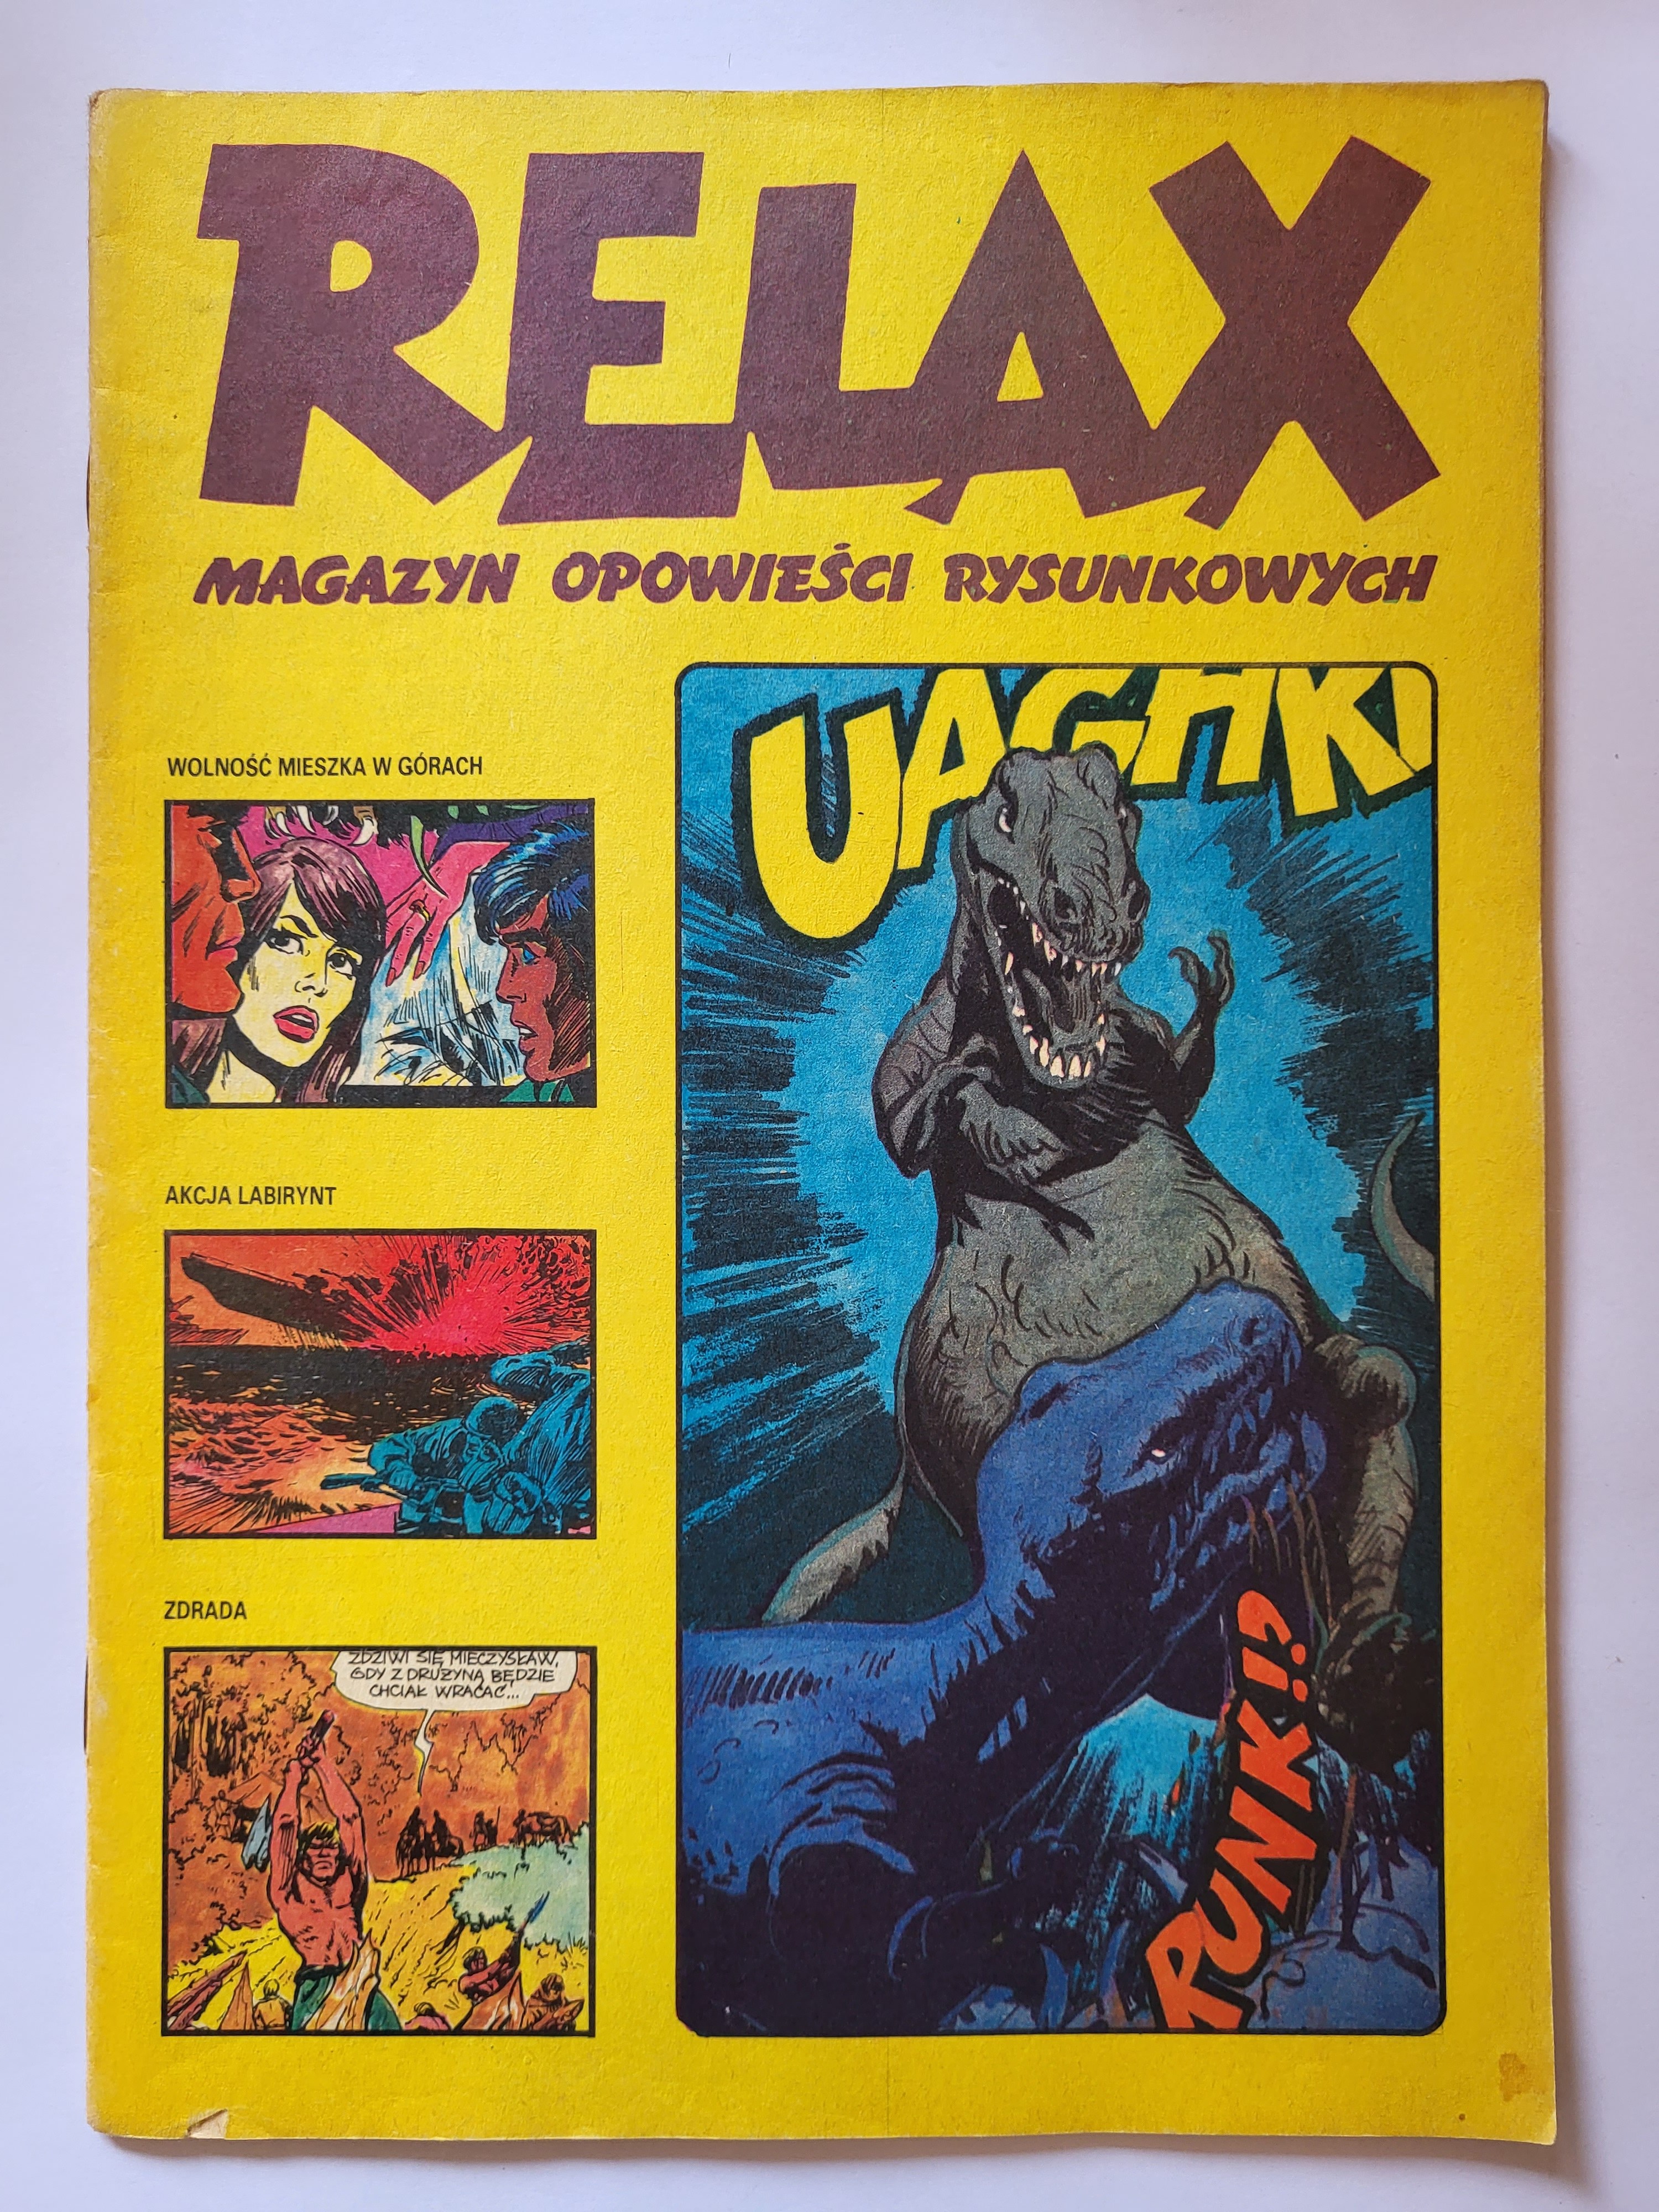 RELAX
MAGAZYN OPOWIEŚCI RYSUNKOWYCH
WOLNOŚĆ MIESZKA W GÓRACH
AKCJA LABIRYNT
ZDRADA
ZDZIWI SIĘ MIECZYSŁAW,
GDY Z DRUŻYNĄ BĘDZIE
CHCIAŁ WRACAĆ...
UAGHK!
RUNK!?